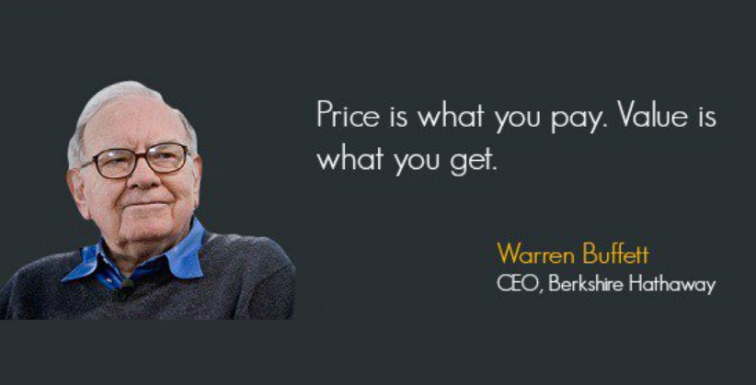 Price is what you pay. Value is
what you get.
Warren Buffett
CEO, Berkshire Hathaway